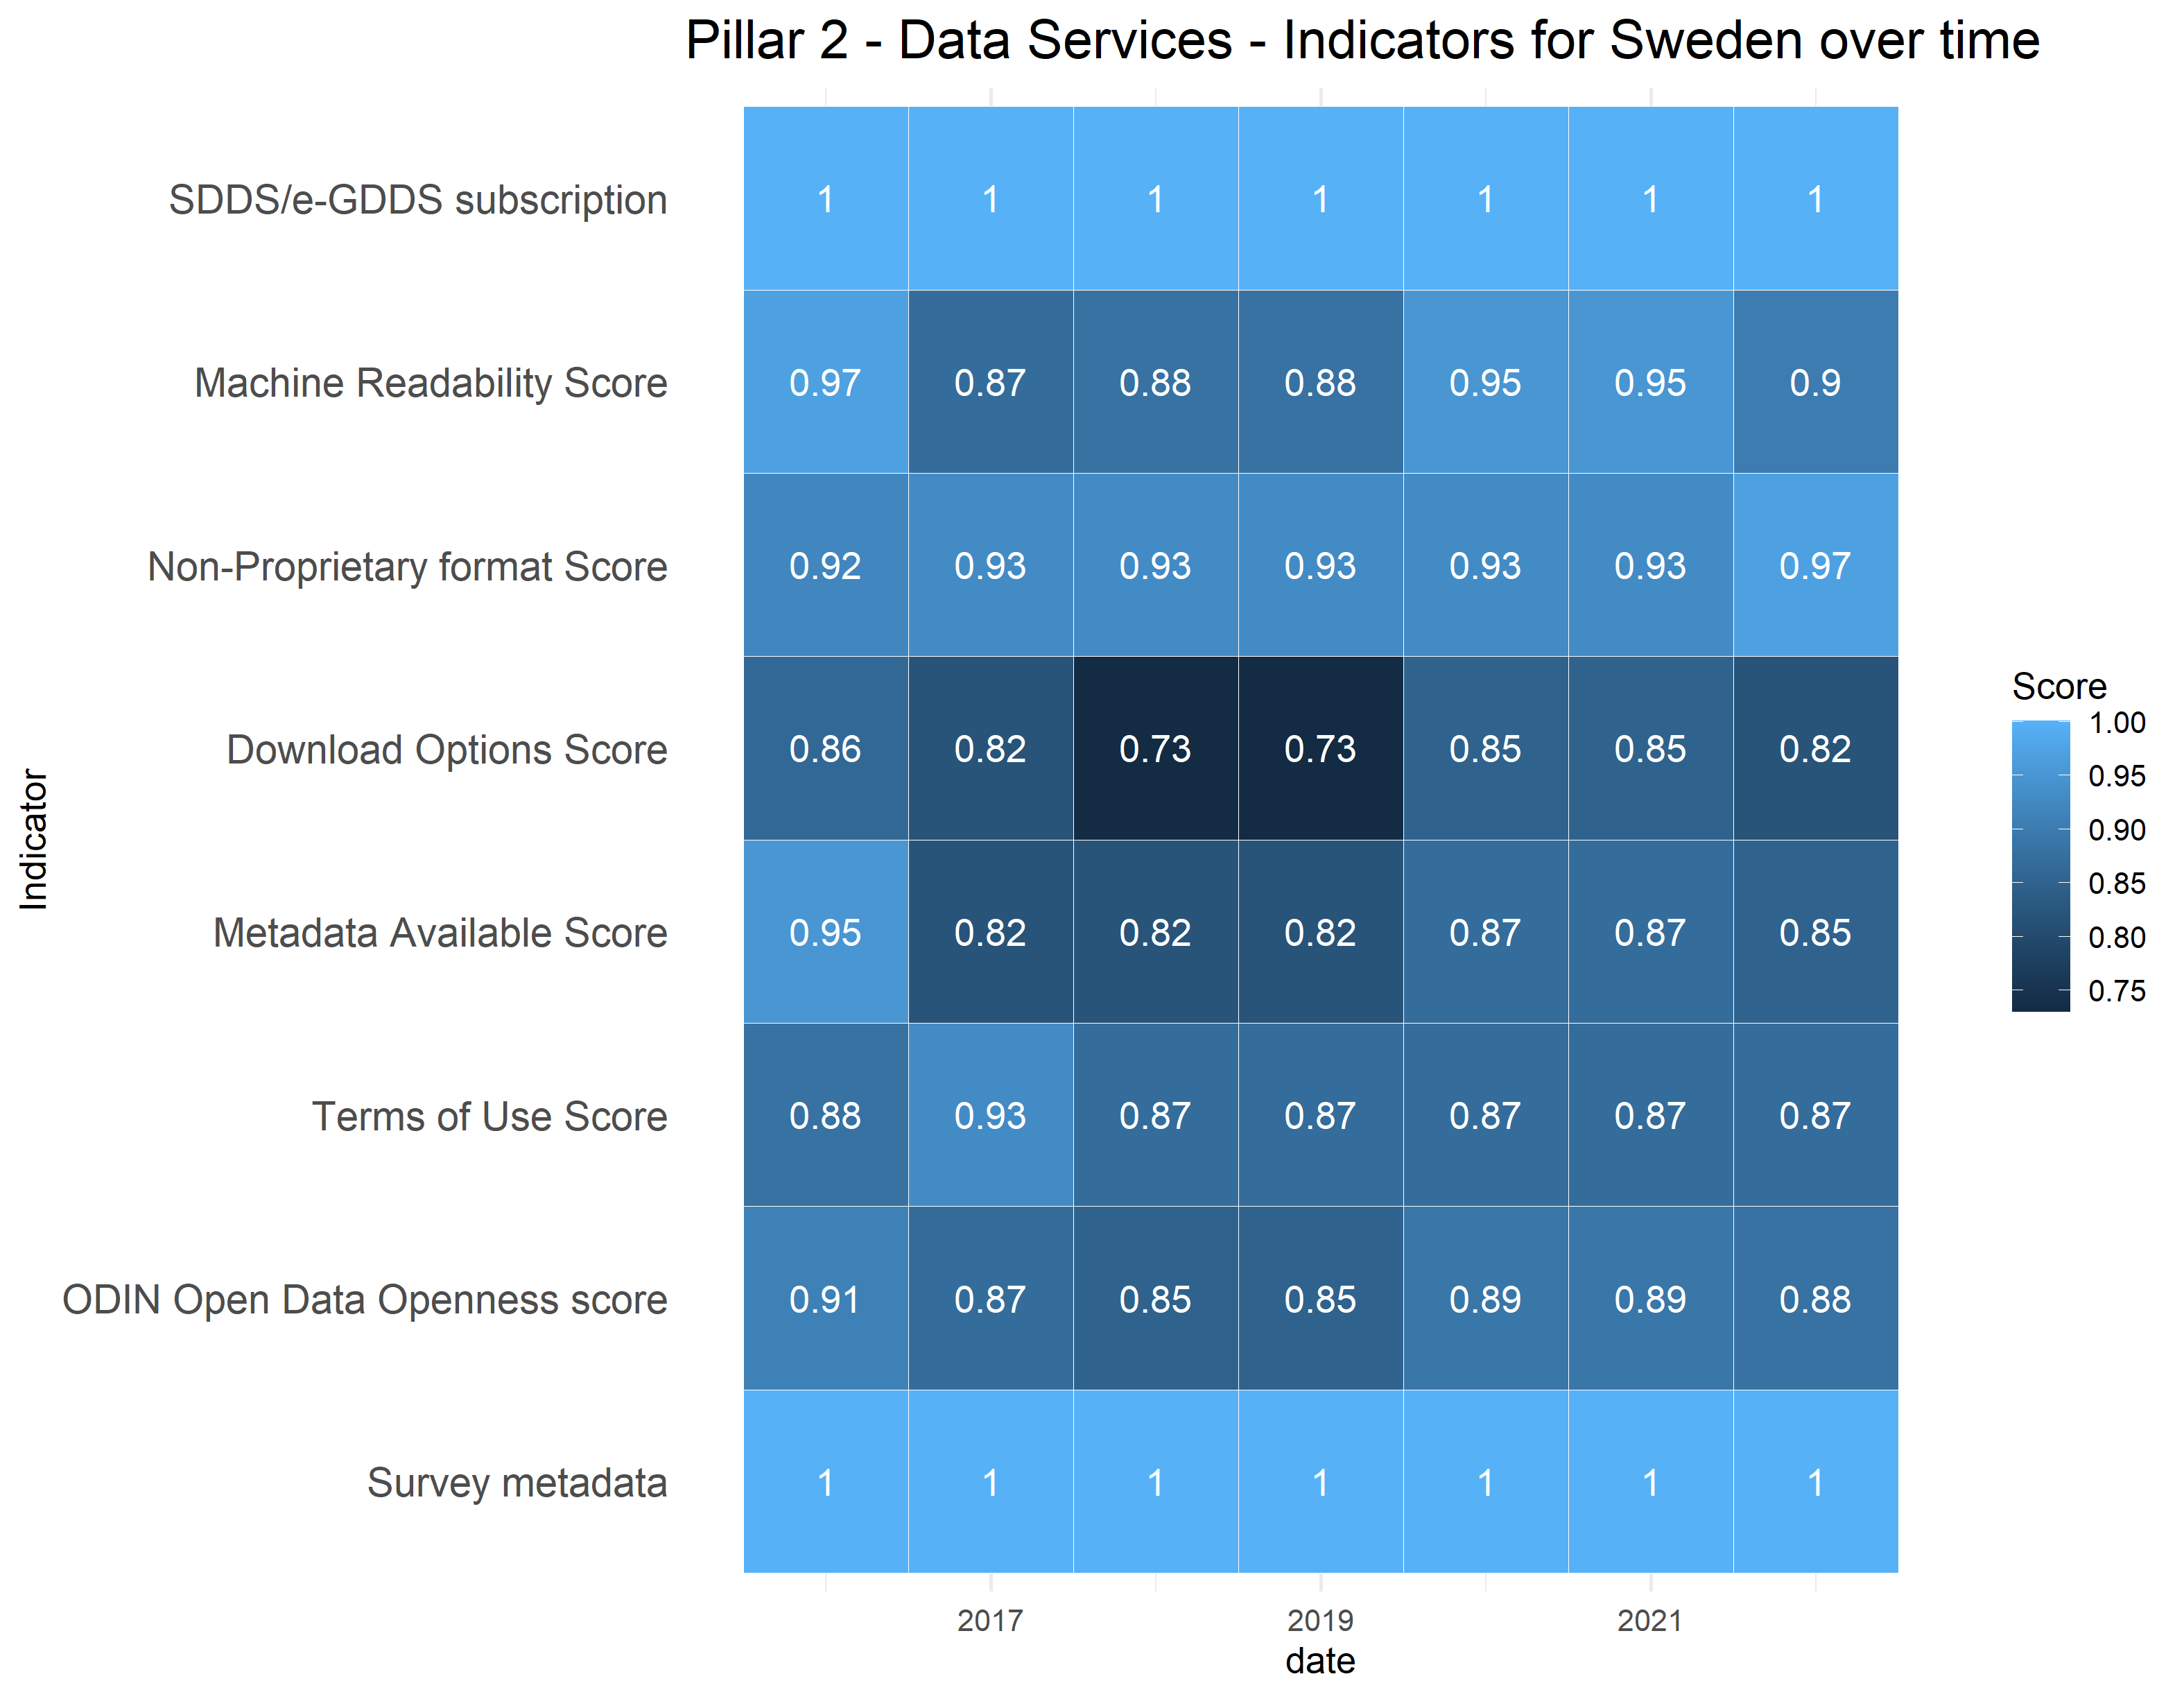 Pillar 2 - Data Services - Indicators for Sweden over time
SDDS/e-GDDS subscription 1 1 1 1 1 1 1
Machine Readability Score 0.97 0.87 0.88 0.88 0.95 0.95 0.9
Non-Proprietary format Score 0.92 0.93 0.93 0.93 0.93 0.93 0.97
Download Options Score 0.86 0.82 0.73 0.73 0.85 0.85 0.82
Metadata Available Score 0.95 0.82 0.82 0.82 0.87 0.87 0.85
Terms of Use Score 0.88 0.93 0.87 0.87 0.87 0.87 0.87
ODIN Open Data Openness score 0.91 0.87 0.85 0.85 0.89 0.89 0.88
Survey metadata 1 1 1 1 1 1 1
2017 2019 2021
date
Indicator
Score
1.00
0.95
0.90
0.85
0.80
0.75